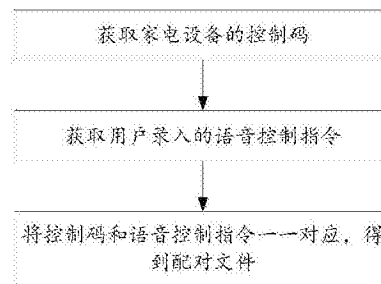 获取家电设备的控制码
获取用户录入的语音控制指令
将控制码和语音控制指令一一对应，得
到配对文件